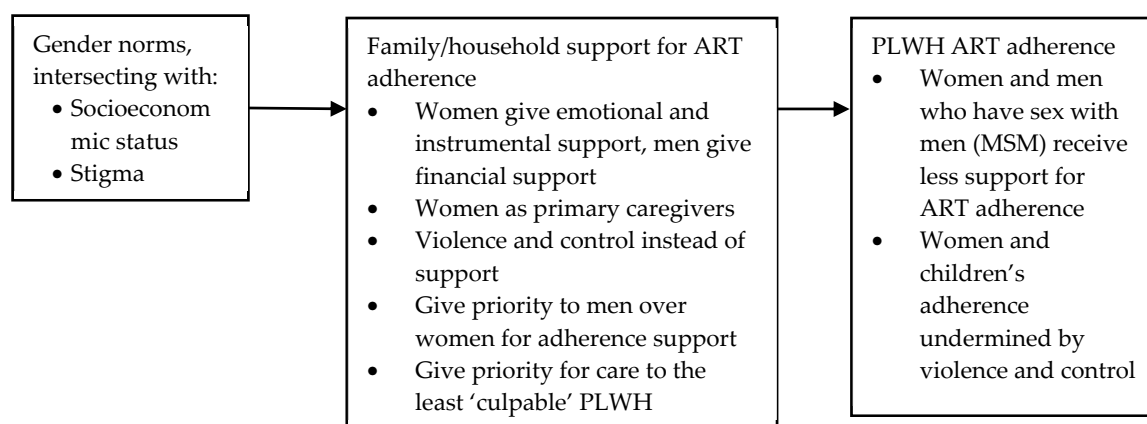 Gender norms,
intersecting with:
• Socioeconom
mic status
• Stigma
Family/household support for ART
adherence
• Women give emotional and
instrumental support, men give
financial support
• Women as primary caregivers
• Violence and control instead of
support
• Give priority to men over
women for adherence support
• Give priority for care to the
least ‘culpable’ PLWH
PLWH ART adherence
• Women and men
who have sex with
men (MSM) receive
less support for
ART adherence
• Women and
children’s
adherence
undermined by
violence and control